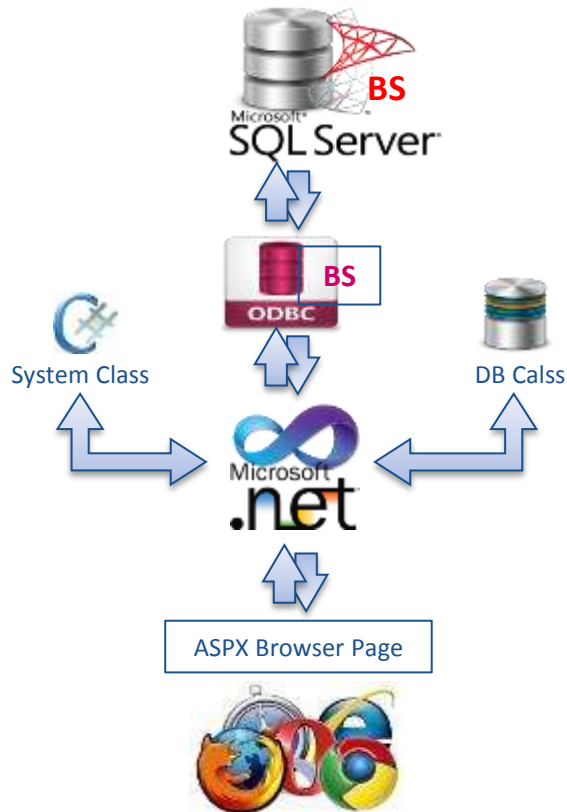 BS
Microsoft
SQL Server
BS
ODBC
System Class
DB Calss
Microsoft
.net
ASPX Browser Page